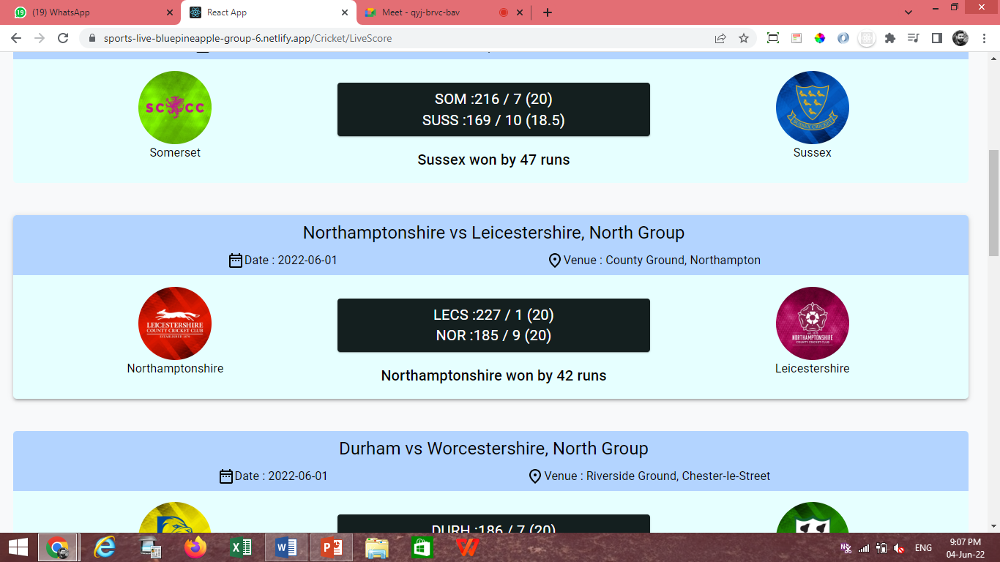 19
(19) WhatsApp
React App
Meet - qyj-brvc-bav
sports-live-bluepineapple-group-6.netlify.app/Cricket/LiveScore
SC CC
SOM :216 / 7 (20)
SUSS :169 / 10 (18.5)
SUSSEX CRICKET
Somerset
Sussex
Sussex won by 47 runs
Northamptonshire vs Leicestershire, North Group
Date : 2022-06-01
Venue : County Ground, Northampton
LEICESTERSHIRE
COUNTY CRICKET CLUB
ESTABLISHED 1879
LECS :227 / 1 (20)
NOR :185 / 9 (20)
NORTHAMPTONSHIRE
COUNTY CRICKET CLUB
Northamptonshire
Leicestershire
Northamptonshire won by 42 runs
Durham vs Worcestershire, North Group
Date : 2022-06-01
Venue : Riverside Ground, Chester-le-Street
DURH :186 / 7 (20)
ENG
9:07 PM
04-Jun-22